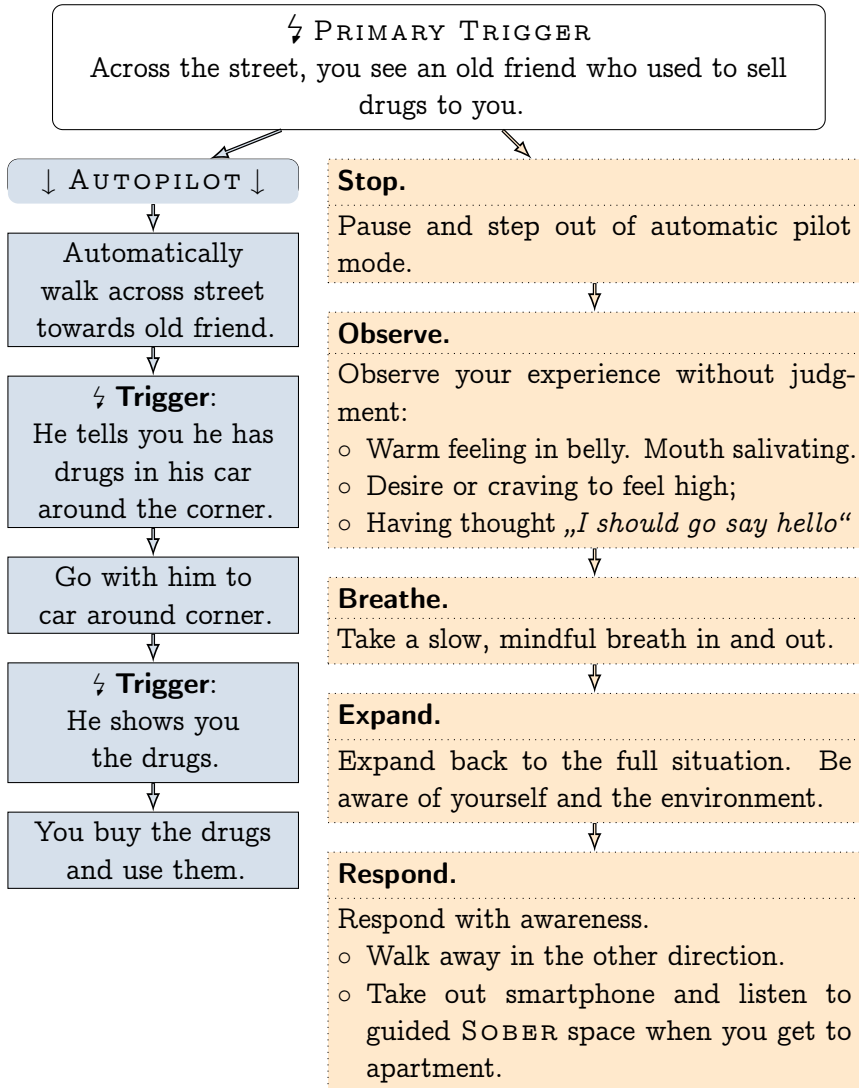 ↯ PRIMARY TRIGGER
Across the street, you see an old friend who used to sell
drugs to you.
↓ AUTOPILOT ↓
Automatically
walk across street
towards old friend.
↯ Trigger:
He tells you he has
drugs in his car
around the corner.
Go with him to
car around corner.
↯ Trigger:
He shows you
the drugs.
You buy the drugs
and use them.
Stop.
Pause and step out of automatic pilot
mode.
Observe.
Observe your experience without judg-
ment:
○ Warm feeling in belly. Mouth salivating.
○ Desire or craving to feel high;
○ Having thought „I should go say hello“
Breathe.
Take a slow, mindful breath in and out.
Expand.
Expand back to the full situation. Be
aware of yourself and the environment.
Respond.
Respond with awareness.
○ Walk away in the other direction.
○ Take out smartphone and listen to
guided SOBER space when you get to
apartment.